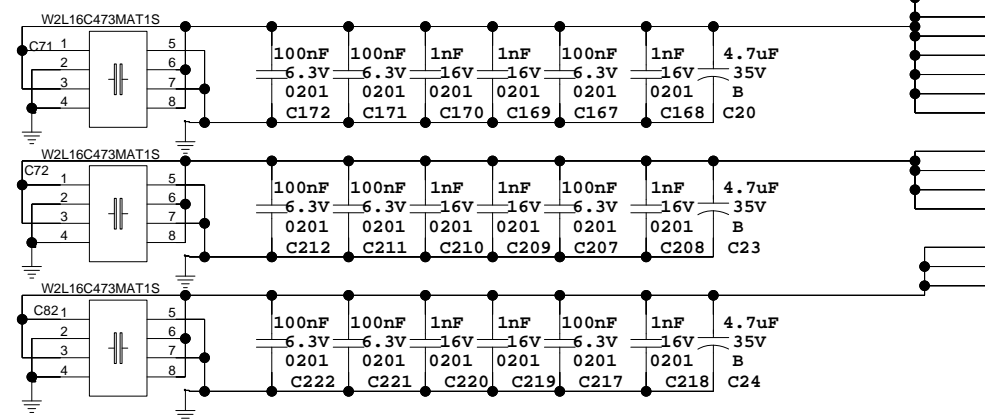 W2L16C473MAT1S
C71 1 5
2 6
3 7
4 8
100nF 100nF 1nF 1nF 100nF 1nF 4.7uF
6.3V 6.3V 16V 16V 6.3V 16V 35V
0201 0201 0201 0201 0201 0201 B
C172 C171 C170 C169 C167 C168 C20
W2L16C473MAT1S
C72
1 5
2 6
3 7
4 8
100nF 100nF 1nF 1nF 100nF 1nF 4.7uF
6.3V 6.3V 16V 16V 6.3V 16V 35V
0201 0201 0201 0201 0201 0201 B
C212 C211 C210 C209 C207 C208 C23
W2L16C473MAT1S
C82 1 5
2 6
3 7
4 8
100nF 100nF 1nF 1nF 100nF 1nF 4.7uF
6.3V 6.3V 16V 16V 6.3V 16V 35V
0201 0201 0201 0201 0201 0201 B
C222 C221 C220 C219 C217 C218 C24